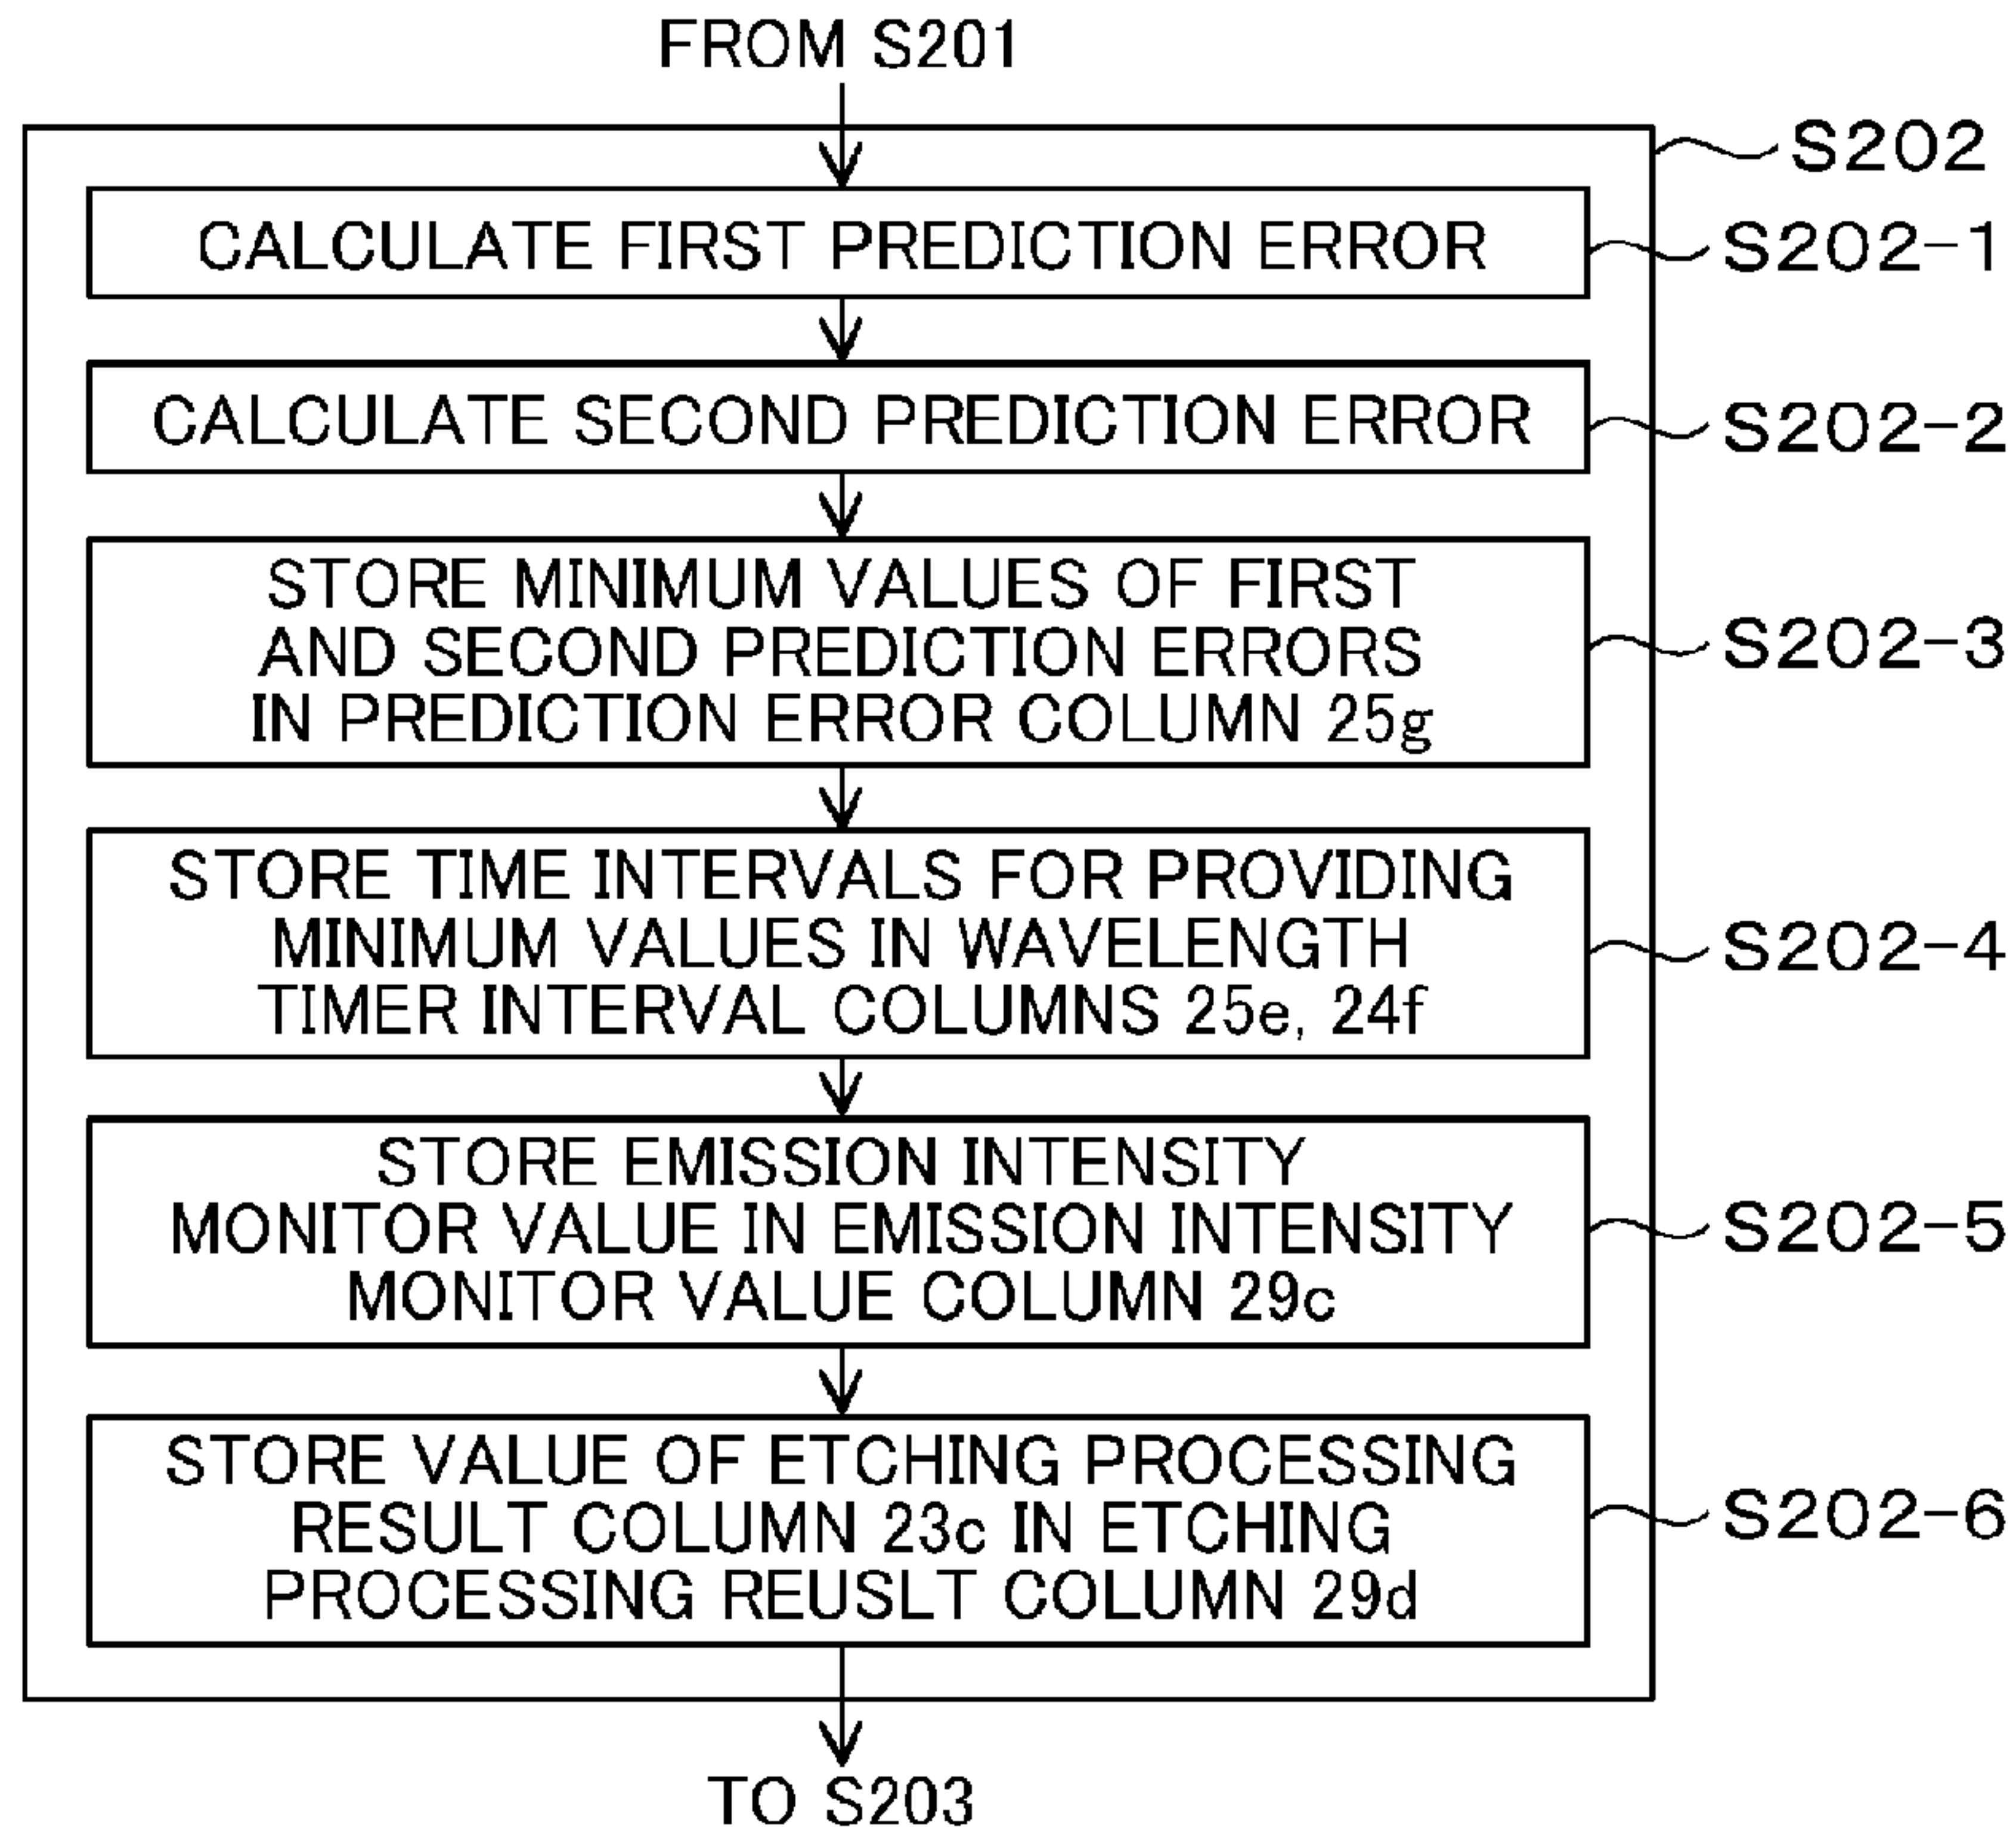 FROM S201
S202
CALCULATE FIRST PREDICTION ERROR
S202-1
CALCULATE SECOND PREDICTION ERROR
S202-2
STORE MINIMUM VALUES OF FIRST
AND SECOND PREDICTION ERRORS
IN PREDICTION ERROR COLUMN 25g
S202-3
STORE TIME INTERVALS FOR PROVIDING
MINIMUM VALUES IN WAVELENGTH
TIMER INTERVAL COLUMNS 25e, 24f
S202-4
STORE EMISSION INTENSITY
MONITOR VALUE IN EMISSION INTENSITY
MONITOR VALUE COLUMN 29c
S202-5
STORE VALUE OF ETCHING PROCESSING
RESULT COLUMN 23c IN ETCHING
PROCESSING REUSLT COLUMN 29d
S202-6
TO S203